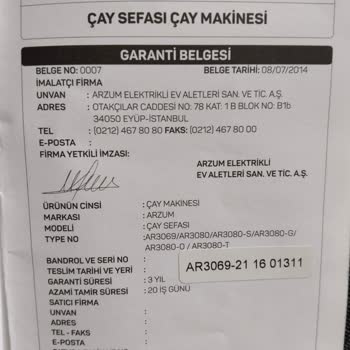 ÇAY SEFASI ÇAY MAKİNESİ
GARANTİ BELGESİ
BELGE NO: 0007 BELGE TARİHİ: 08/07/2014
İMALATÇI FİRMA
UNVAN : ARZUM ELEKTRİKLİ EV ALETLERİ SAN. VE TİC. A.Ş.
ADRES : OTAKÇILAR CADDESİ NO: 78 KAT: 1 B BLOK NO: B1b
34050 EYÜP-İSTANBUL
TEL : (0212) 467 80 80 FAKS: (0212) 467 80 00
E-POSTA :
FİRMA YETKİLİ İMZASI:
ARZUM ELEKTRİKLİ
EV ALETLERİ SAN. VE TİC. A.Ş.
ÜRÜNÜN CİNSİ : ÇAY MAKİNESİ
MARKASI : ARZUM
MODELİ : ÇAY SEFASI
TYPE NO :AR3069/AR3080/AR3080-S/AR3080-G/
AR3080-O / AR3080-T
BANDROL VE SERİ NO :
AR3069-21 16 01311
TESLİM TARİHİ VE YERİ :
GARANTİ SÜRESİ : 3 YIL
AZAMİ TAMİR SÜRESİ : 20 İŞ GÜNÜ
SATICI FİRMA
UNVAN :
ADRES :
TEL - FAKS :
E-POSTA :